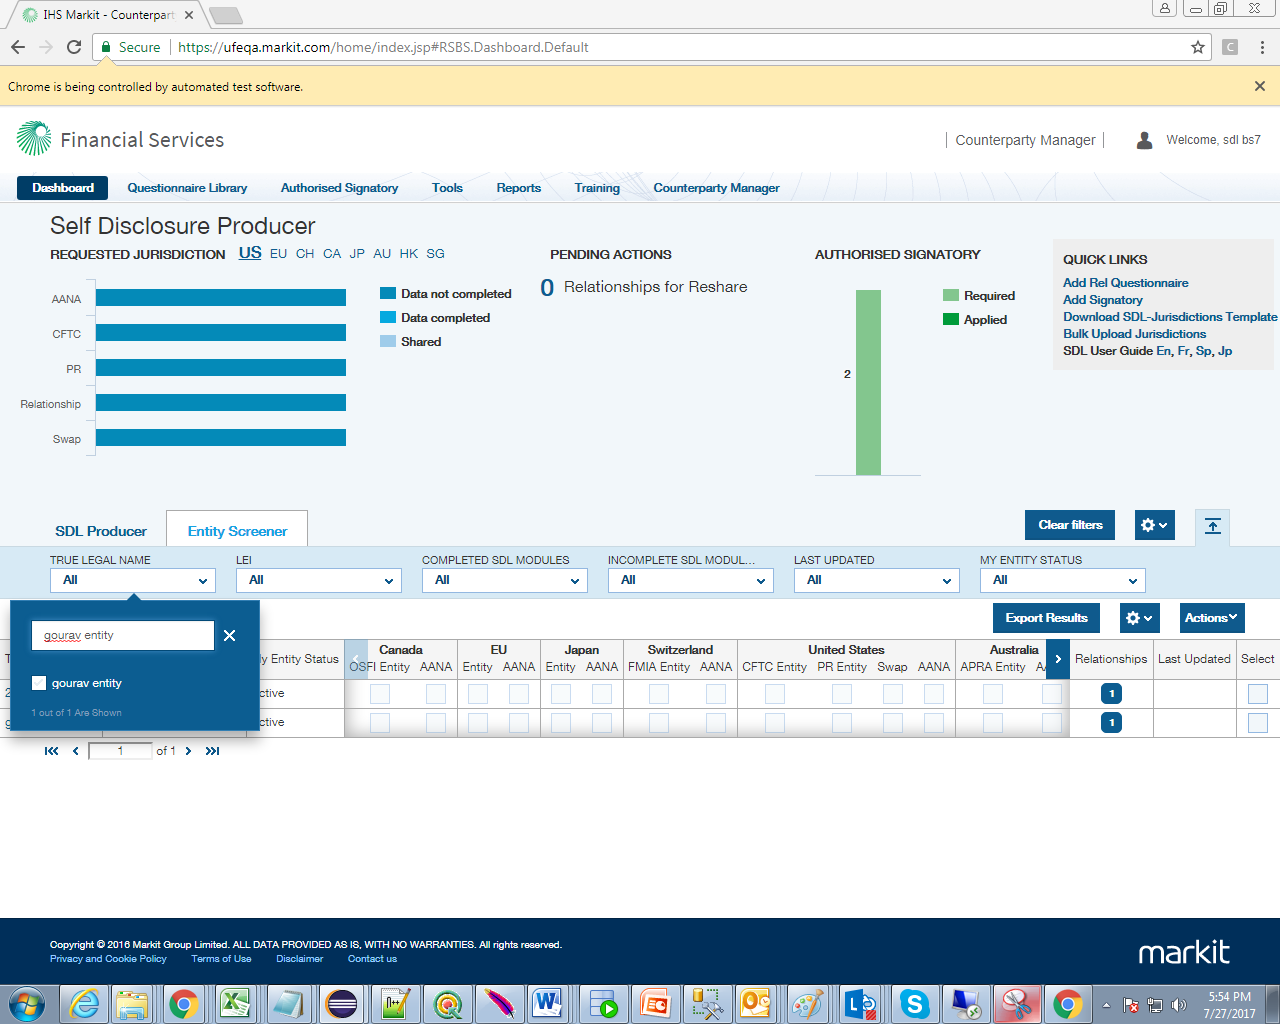 IHS Markit - Counterpart
Secure https://ufeqa.markit.com/home/index.jsp#RSBS.Dashboard.Default
Chrome is being controlled by automated test software.
Financial Services
Counterparty Manager
Welcome, sdl bs7
Dashboard Questionnaire Library Authorised Signatory Tools Reports Training Counterparty Manager
Self Disclosure Producer
REQUESTED JURISDICTION US EU CH CA JP AU HK SG
AANA
CFTC
PR
Relationship
Swap
Data not completed
Data completed
Shared
PENDING ACTIONS
0 Relationships for Reshare
AUTHORISED SIGNATORY
2
Required
Applied
QUICK LINKS
Add Rel Questionnaire
Add Signatory
Download SDL-Jurisdictions Template
Bulk Upload Jurisdictions
SDL User Guide En, Fr, Sp, Jp
SDL Producer Entity Screener
Clear filters
TRUE LEGAL NAME LEI COMPLETED SDL MODULES INCOMPLETE SDL MODUL... LAST UPDATED MY ENTITY STATUS
All All All All All All
gourav entity
gourav entity
1 out of 1 Are Shown
Export Results Actions
Canada EU Japan Switzerland United States Australia
T y Entity Status OSFI Entity AANA Entity AANA Entity AANA FMIA Entity AANA CFTC Entity PR Entity Swap AANA APRA Entity A Relationships Last Updated Select
2 ctive 1
g ctive 1
1 of 1
Copyright © 2016 Markit Group Limited. ALL DATA PROVIDED AS IS, WITH NO WARRANTIES. All rights reserved.
Privacy and Cookie Policy Terms of Use Disclaimer Contact us
markit
5:54 PM
7/27/2017